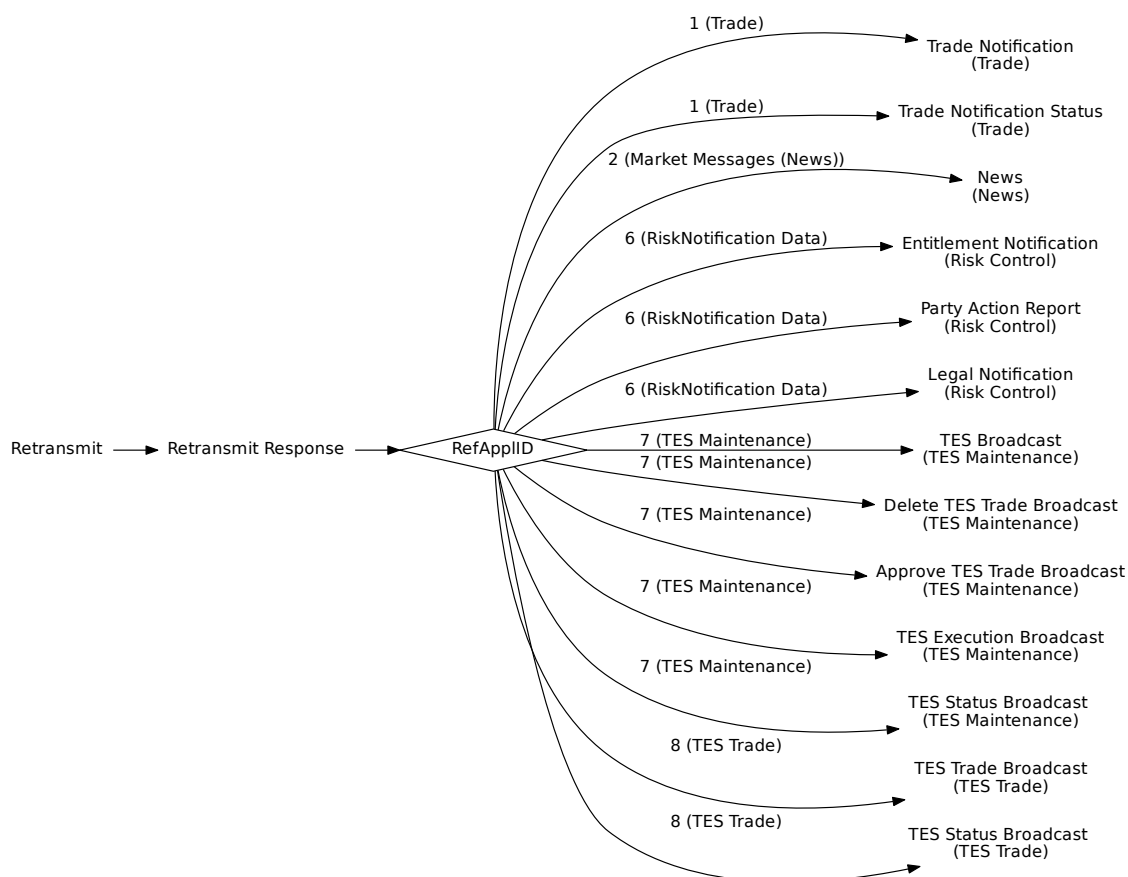 1 (Trade)
Trade Notification
(Trade)
1 (Trade)
Trade Notification Status
(Trade)
2 (Market Messages (News))
News
(News)
6 (RiskNotification Data)
Entitlement Notification
(Risk Control)
6 (RiskNotification Data)
Party Action Report
(Risk Control)
6 (RiskNotification Data)
Legal Notification
(Risk Control)
Retransmit
Retransmit Response
RefApplID
7 (TES Maintenance)
TES Broadcast
(TES Maintenance)
7 (TES Maintenance)
Delete TES Trade Broadcast
(TES Maintenance)
7 (TES Maintenance)
Approve TES Trade Broadcast
(TES Maintenance)
7 (TES Maintenance)
TES Execution Broadcast
(TES Maintenance)
7 (TES Maintenance)
TES Status Broadcast
(TES Maintenance)
8 (TES Trade)
TES Trade Broadcast
(TES Trade)
8 (TES Trade)
TES Status Broadcast
(TES Trade)